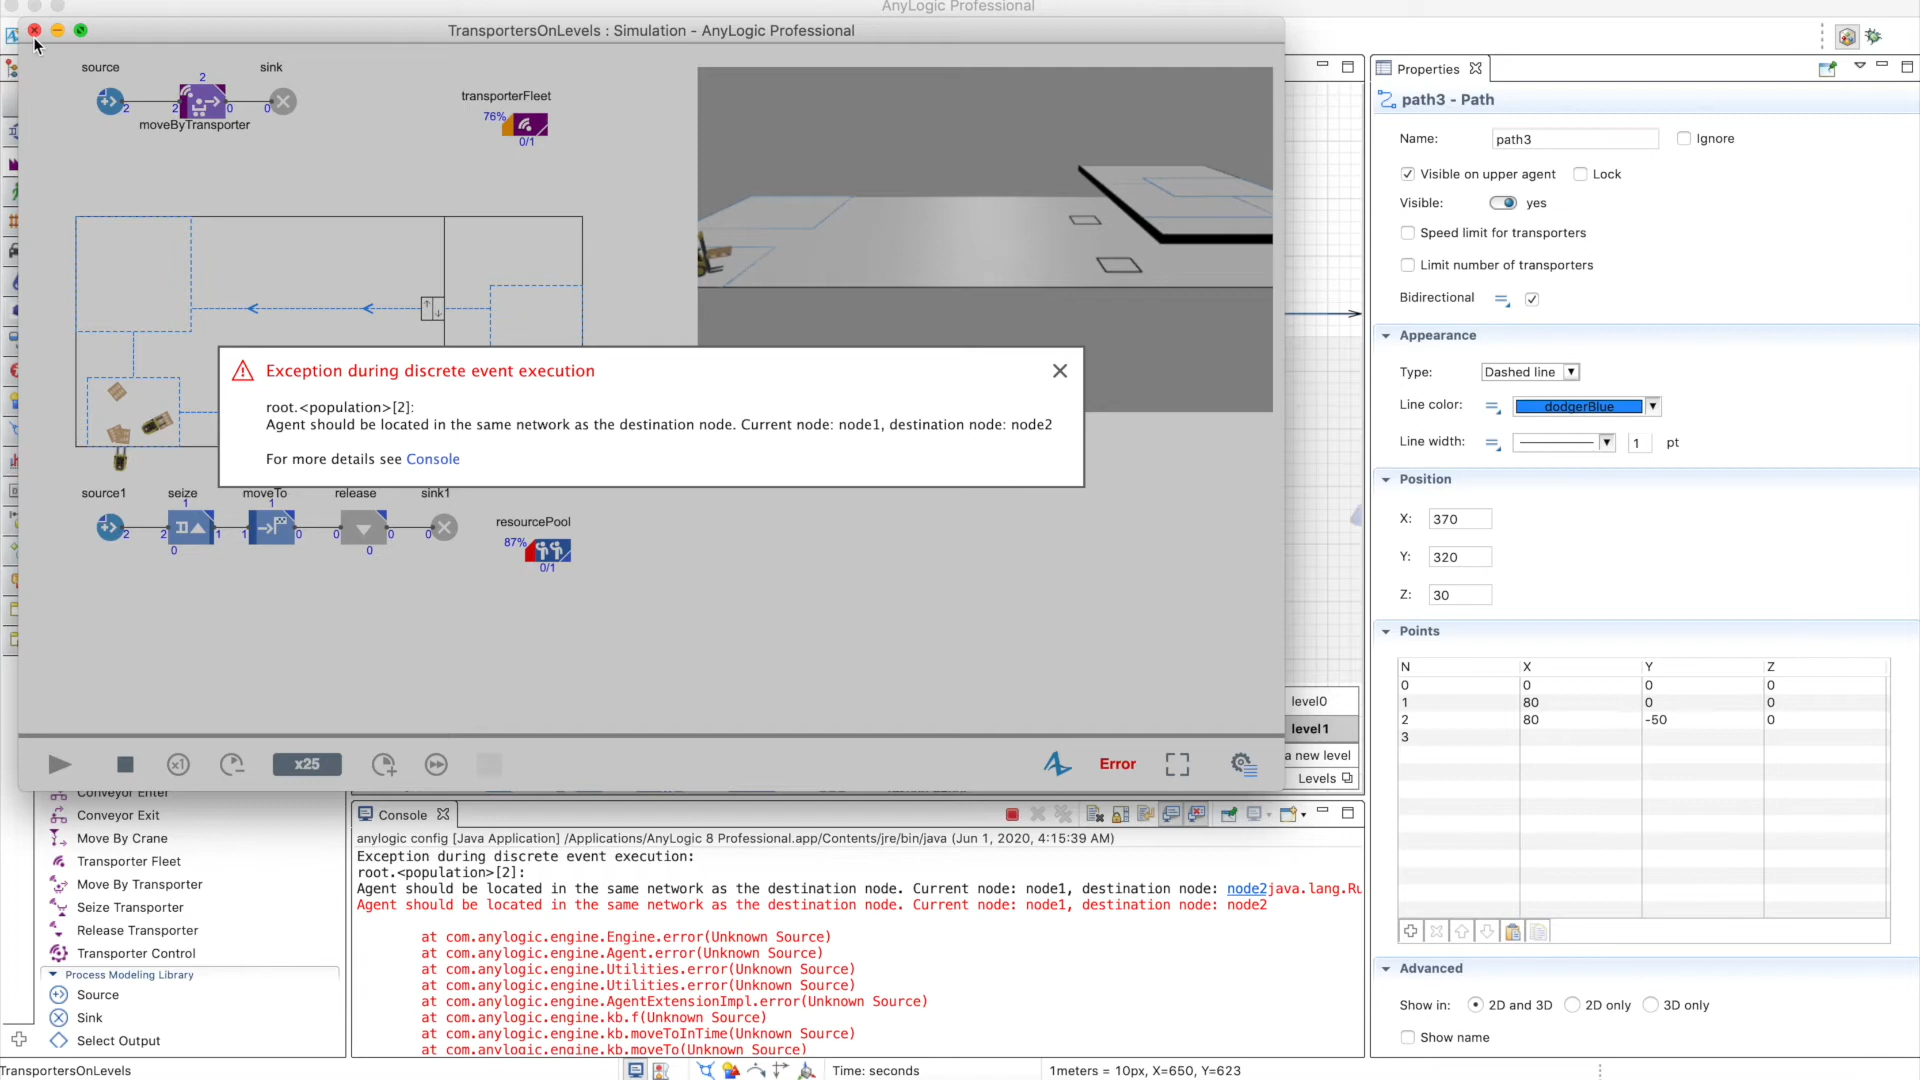 AnyLogic Professional
TransportersOnLevels : Simulation - AnyLogic Professional
source
sink
2
2
2
0
0
moveByTransporter
transporterFleet
76%
0/1
Exception during discrete event execution
root.<population>[2]:
Agent should be located in the same network as the destination node. Current node: node1, destination node: node2
For more details see Console
source1
seize
moveTo
release
sink1
1
1
2
2
1
1
0
0
0
0
0
0
resourcePool
87%
0/1
x25
Error
level0
level1
a new level
Levels
Properties
path3 - Path
Name:
path3
Ignore
Visible on upper agent
Lock
Visible:
yes
Speed limit for transporters
Limit number of transporters
Bidirectional
Appearance
Type:
Dashed line
Line color:
dodgerBlue
Line width:
1
pt
Position
X:
370
Y:
320
Z:
30
Points
N X Y Z
0 0 0 0
1 80 0 0
2 80 -50 0
3
Advanced
Show in:
2D and 3D
2D only
3D only
Show name
Conveyor Enter
Conveyor Exit
Move By Crane
Transporter Fleet
Move By Transporter
Seize Transporter
Release Transporter
Transporter Control
Process Modeling Library
Source
Sink
Select Output
Console
anylogic config [Java Application] /Applications/AnyLogic 8 Professional.app/Contents/jre/bin/java (Jun 1, 2020, 4:15:39 AM)
Exception during discrete event execution:
root.<population>[2]:
Agent should be located in the same network as the destination node. Current node: node1, destination node: node2java.lang.Ru
Agent should be located in the same network as the destination node. Current node: node1, destination node: node2
at com.anylogic.engine.Engine.error(Unknown Source)
at com.anylogic.engine.Agent.error(Unknown Source)
at com.anylogic.engine.Utilities.error(Unknown Source)
at com.anylogic.engine.Utilities.error(Unknown Source)
at com.anylogic.engine.AgentExtensionImpl.error(Unknown Source)
at com.anylogic.engine.kb.f(Unknown Source)
at com.anylogic.engine.kb.moveToInTime(Unknown Source)
at com.anylogic.engine.kb.moveTo(Unknown Source)
TransportersOnLevels
Time: seconds
1meters = 10px, X=650, Y=623